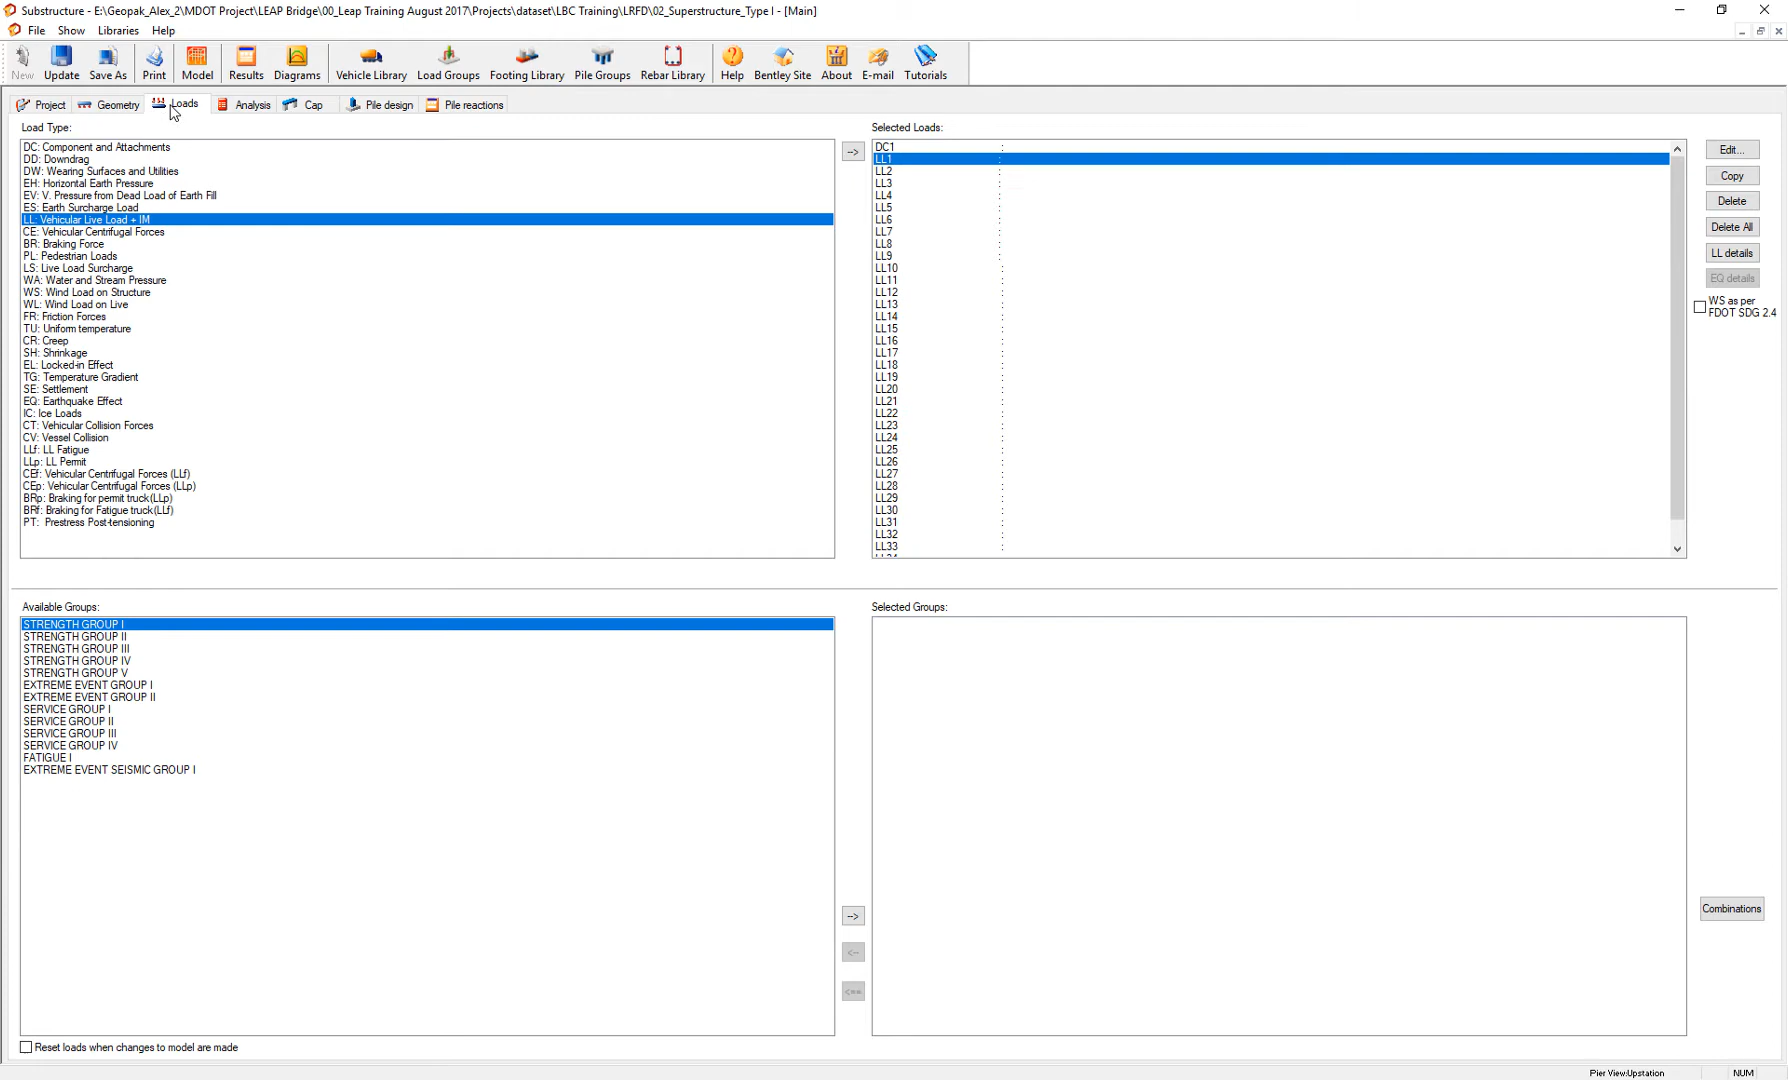 Substructure - E:\Geopak_Alex_2\MDOT Project\LEAP Bridge\00_Leap Training August 2017\Projects\dataset\LBC Training\LRFD\02_Superstructure_Type I - [Main]
File Show Libraries Help
New Update Save As Print Model Results Diagrams Vehicle Library Load Groups Footing Library Pile Groups Rebar Library Help Bentley Site About E-mail Tutorials
Project Geometry Loads Analysis Cap Pile design Pile reactions
Load Type:
DC: Component and Attachments
DD: Downdrag
DW: Wearing Surfaces and Utilities
EH: Horizontal Earth Pressure
EV: V. Pressure from Dead Load of Earth Fill
ES: Earth Surcharge Load
LL: Vehicular Live Load + IM
CE: Vehicular Centrifugal Forces
BR: Braking Force
PL: Pedestrian Loads
LS: Live Load Surcharge
WA: Water and Stream Pressure
WS: Wind Load on Structure
WL: Wind Load on Live
FR: Friction Forces
TU: Uniform temperature
CR: Creep
SH: Shrinkage
EL: Locked-in Effect
TG: Temperature Gradient
SE: Settlement
EQ: Earthquake Effect
IC: Ice Loads
CT: Vehicular Collision Forces
CV: Vessel Collision
LLf: LL Fatigue
LLp: LL Permit
CEf: Vehicular Centrifugal Forces (LLf)
CEp: Vehicular Centrifugal Forces (LLp)
BRp: Braking for permit truck(LLp)
BRf: Braking for Fatigue truck(LLf)
PT: Prestress Post-tensioning
-->
Selected Loads:
DC1 :
LL1 :
LL2 :
LL3 :
LL4 :
LL5 :
LL6 :
LL7 :
LL8 :
LL9 :
LL10 :
LL11 :
LL12 :
LL13 :
LL14 :
LL15 :
LL16 :
LL17 :
LL18 :
LL19 :
LL20 :
LL21 :
LL22 :
LL23 :
LL24 :
LL25 :
LL26 :
LL27 :
LL28 :
LL29 :
LL30 :
LL31 :
LL32 :
LL33 :
LL34
Edit...
Copy
Delete
Delete All
LL details
EQ details
WS as per
FDOT SDG 2.4
Available Groups:
STRENGTH GROUP I
STRENGTH GROUP II
STRENGTH GROUP III
STRENGTH GROUP IV
STRENGTH GROUP V
EXTREME EVENT GROUP I
EXTREME EVENT GROUP II
SERVICE GROUP I
SERVICE GROUP II
SERVICE GROUP III
SERVICE GROUP IV
FATIGUE I
EXTREME EVENT SEISMIC GROUP I
-->
<--
<==
Selected Groups:
Combinations
Reset loads when changes to model are made
Pier View:Upstation NUM